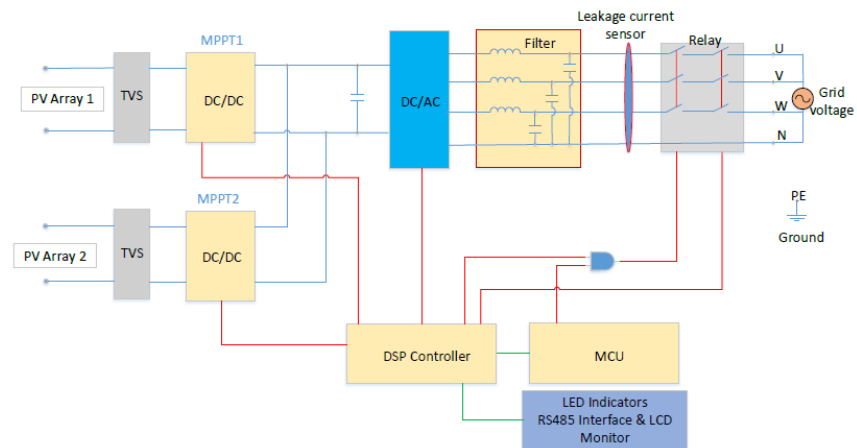 Leakage current
sensor
MPPT1
Filter
Relay
U
TVS
DC/DC
DC/AC
V
PV Array 1
W
Grid
voltage
N
MPPT2
PE
Ground
TVS
DC/DC
PV Array 2
DSP Controller
MCU
LED Indicators
RS485 Interface & LCD
Monitor